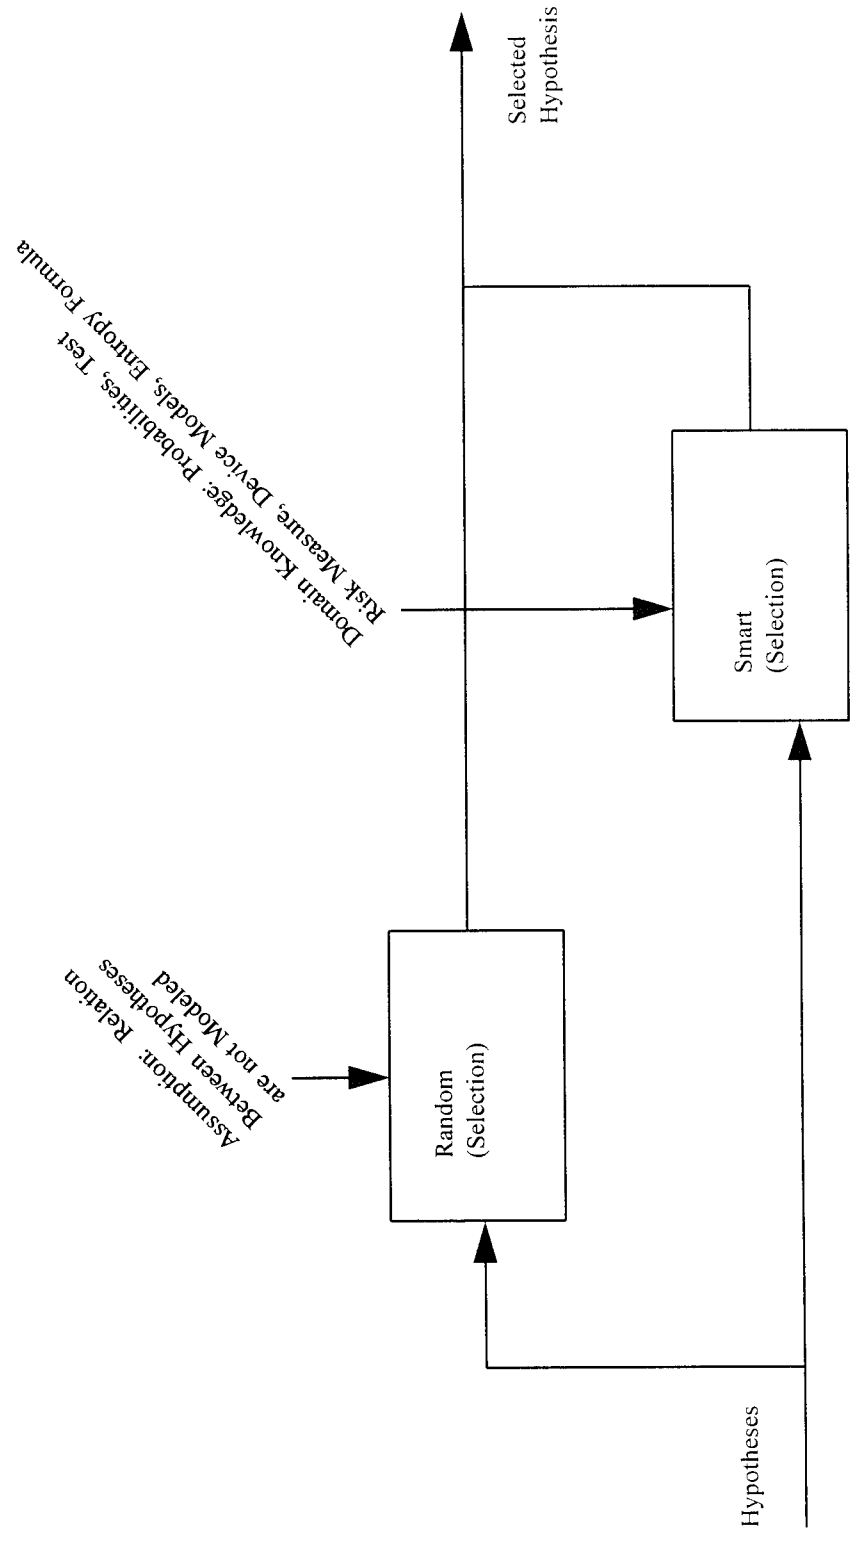 Domain Knowledge: Probabilities, Test
Risk Measure, Device Models, Entropy Formula
Assumption: Relation
Between Hypotheses
are not Modeled
Selected
Hypothesis
Random
(Selection)
Smart
(Selection)
Hypotheses